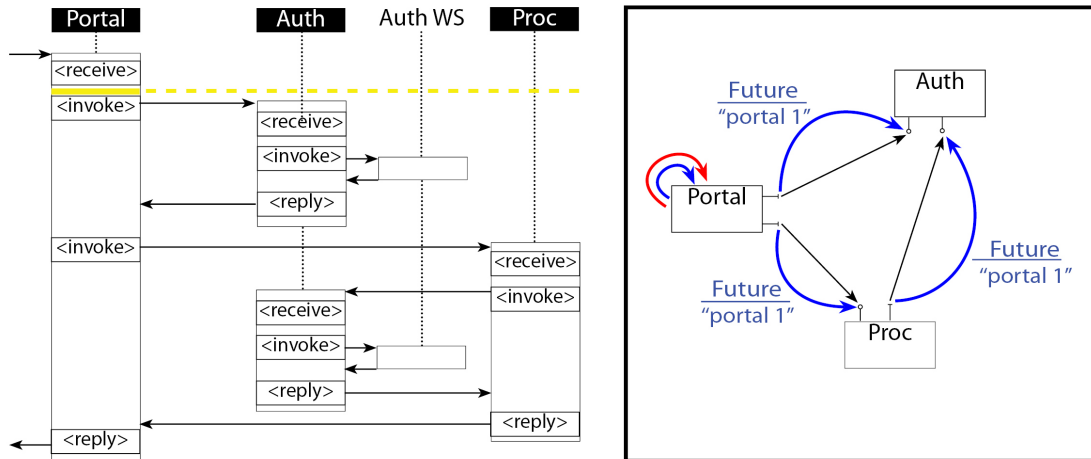 Portal
Auth
Auth WS
Proc
<receive>
<invoke>
<receive>
<invoke>
<reply>
<invoke>
<receive>
<invoke>
<receive>
<invoke>
<reply>
<reply>
<reply>
Auth
Future
“portal 1”
Portal
Future
“portal 1”
Future
“portal 1”
Proc